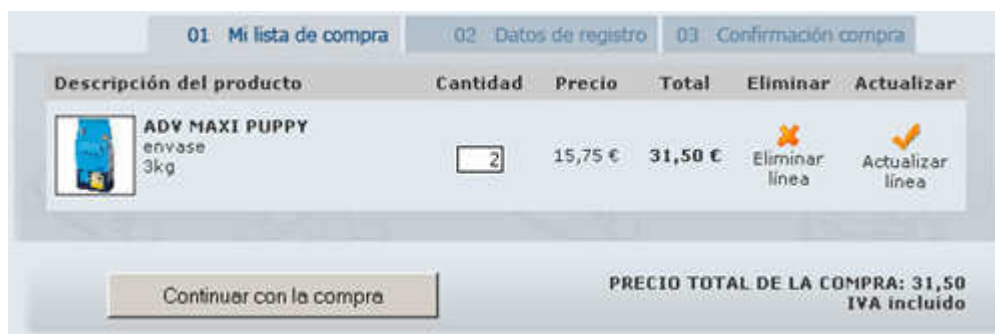 01 Mi lista de compra 02 Datos de registro 03 Confirmación compra
Descripción del producto Cantidad Precio Total Eliminar Actualizar
ADV MAXI PUPPY
envase
3kg
2 15,75 € 31,50 € Eliminar línea Actualizar línea
Continuar con la compra
PRECIO TOTAL DE LA COMPRA: 31,50
IVA incluido